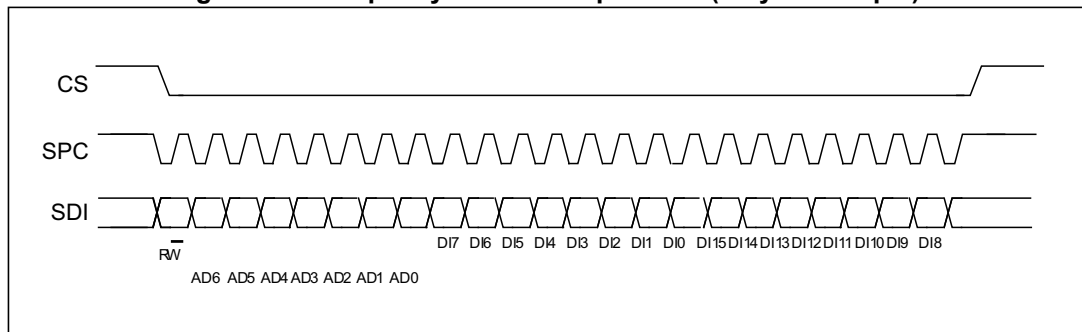 CS
SPC
SDI
DI7 DI6 DI5 DI4 DI3 DI2 DI1 DI0 DI15 DI14 DI13 DI12 DI11 DI10 DI9 DI8
RW
AD6 AD5 AD4 AD3 AD2 AD1 AD0